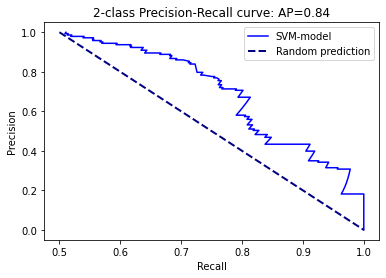 2-class Precision-Recall curve: AP=0.84
SVM-model
Random prediction
Precision
1.0
0.8
0.6
0.4
0.2
0.0
0.5 0.6 0.7 0.8 0.9 1.0
Recall